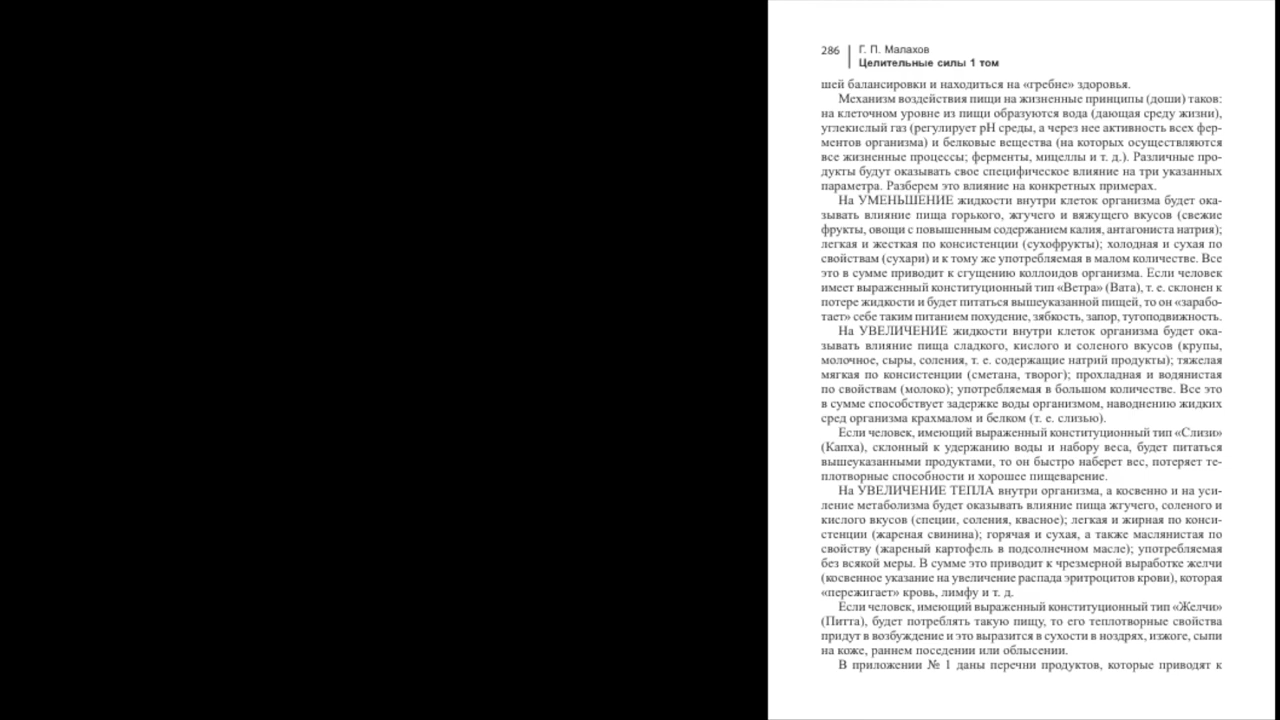 286
Г. П. Малахов
Целительные силы 1 том
шей балансировки и находиться на «гребне» здоровья.
Механизм воздействия пищи на жизненные принципы (доши) таков:
на клеточном уровне из пищи образуются вода (дающая среду жизни),
углекислый газ (регулирует pH среды, а через нее активность всех фер-
ментов организма) и белковые вещества (на которых осуществляются
все жизненные процессы; ферменты, мицеллы и т. д.). Различные про-
дукты будут оказывать свое специфическое влияние на три указанных
параметра. Разберем это влияние на конкретных примерах.
На УМЕНЬШЕНИЕ жидкости внутри клеток организма будет ока-
зывать влияние пища горького, жгучего и вяжущего вкусов (свежие
фрукты, овощи с повышенным содержанием калия, антагониста натрия);
легкая и жесткая по консистенции (сухофрукты); холодная и сухая по
свойствам (сухари) и к тому же употребляемая в малом количестве. Все
это в сумме приводит к сгущению коллоидов организма. Если человек
имеет выраженный конституционный тип «Ветра» (Вата), т. е. склонен к
потере жидкости и будет питаться вышеуказанной пищей, то он «зарабо-
тает» себе таким питанием похудение, зябкость, запор, тугоподвижность.
На УВЕЛИЧЕНИЕ жидкости внутри клеток организма будет ока-
зывать влияние пища сладкого, кислого и соленого вкусов (крупы,
молочное, сыры, соления, т. е. содержащие натрий продукты); тяжелая
мягкая по консистенции (сметана, творог); прохладная и водянистая
по свойствам (молоко); употребляемая в большом количестве. Все это
в сумме способствует задержке воды организмом, наводнению жидких
сред организма крахмалом и белком (т. е. слизью).
Если человек, имеющий выраженный конституционный тип «Слизи»
(Капха), склонный к удержанию воды и набору веса, будет питаться
вышеуказанными продуктами, то он быстро наберет вес, потеряет те-
плотворные способности и хорошее пищеварение.
На УВЕЛИЧЕНИЕ ТЕПЛА внутри организма, а косвенно и на уси-
ление метаболизма будет оказывать влияние пища жгучего, соленого и
кислого вкусов (специи, соления, квасное); легкая и жирная по конси-
стенции (жареная свинина); горячая и сухая, а также маслянистая по
свойству (жареный картофель в подсолнечном масле); употребляемая
без всякой меры. В сумме это приводит к чрезмерной выработке желчи
(косвенное указание на увеличение распада эритроцитов крови), которая
«пережигает» кровь, лимфу и т. д.
Если человек, имеющий выраженный конституционный тип «Желчи»
(Питта), будет потреблять такую пищу, то его теплотворные свойства
придут в возбуждение и это выразится в сухости в ноздрях, изжоге, сыпи
на коже, раннем поседении или облысении.
В приложении № 1 даны перечни продуктов, которые приводят к